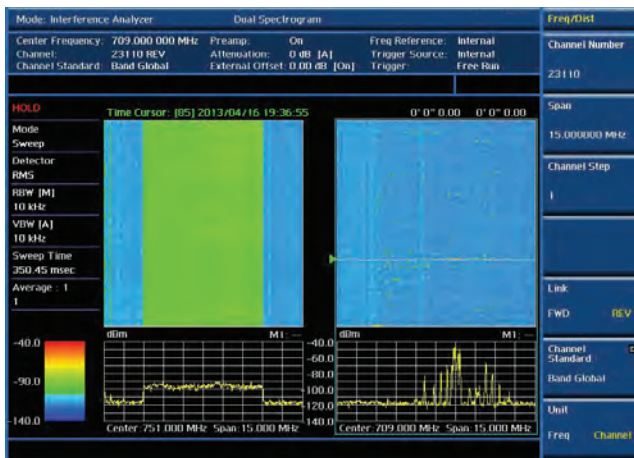 Mode: Interference Analyzer
Dual Spectrogram
Center Frequency: 709.000 000 MHz
Channel: 23110 REV
Channel Standard: Band Global
Preamp: On
Attenuation: 0 dB [A]
External Offset: 0.00 dB [On]
Freq Reference: Internal
Trigger Source: Internal
Trigger: Free Run
HOLD
Mode
Sweep
Detector
RMS
RBW [M]
10 kHz
VBW [A]
10 kHz
Sweep Time
350.45 msec
Average : 1
1
-40.0
-90.0
-140.0
Time Cursor: [85] 2013/04/16 19:36:55
0' 0" 0.00 0' 0" 0.00
dBm
M1: --
Center: 751.000 MHz Span: 15.000 MHz
-40.0
-60.0
-80.0
-100.0
-120.0
-140.0
dBm
M1: --
Center: 709.000 MHz Span: 15.000 MHz
Freq/Dist
Channel Number
23110
Span
15.000000 MHz
Channel Step
1
Link
FWD REV
Channel
Standard
Band Global
Unit
Freq Channel